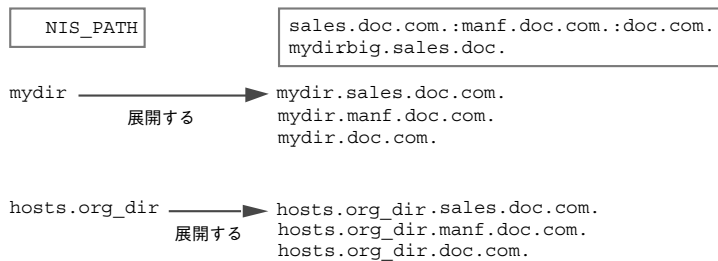 NIS_PATH
sales.doc.com.:manf.doc.com.:doc.com.
mydirbig.sales.doc.
mydir
展開する
mydir.sales.doc.com.
mydir.manf.doc.com.
mydir.doc.com.
hosts.org_dir
展開する
hosts.org_dir.sales.doc.com.
hosts.org_dir.manf.doc.com.
hosts.org_dir.doc.com.